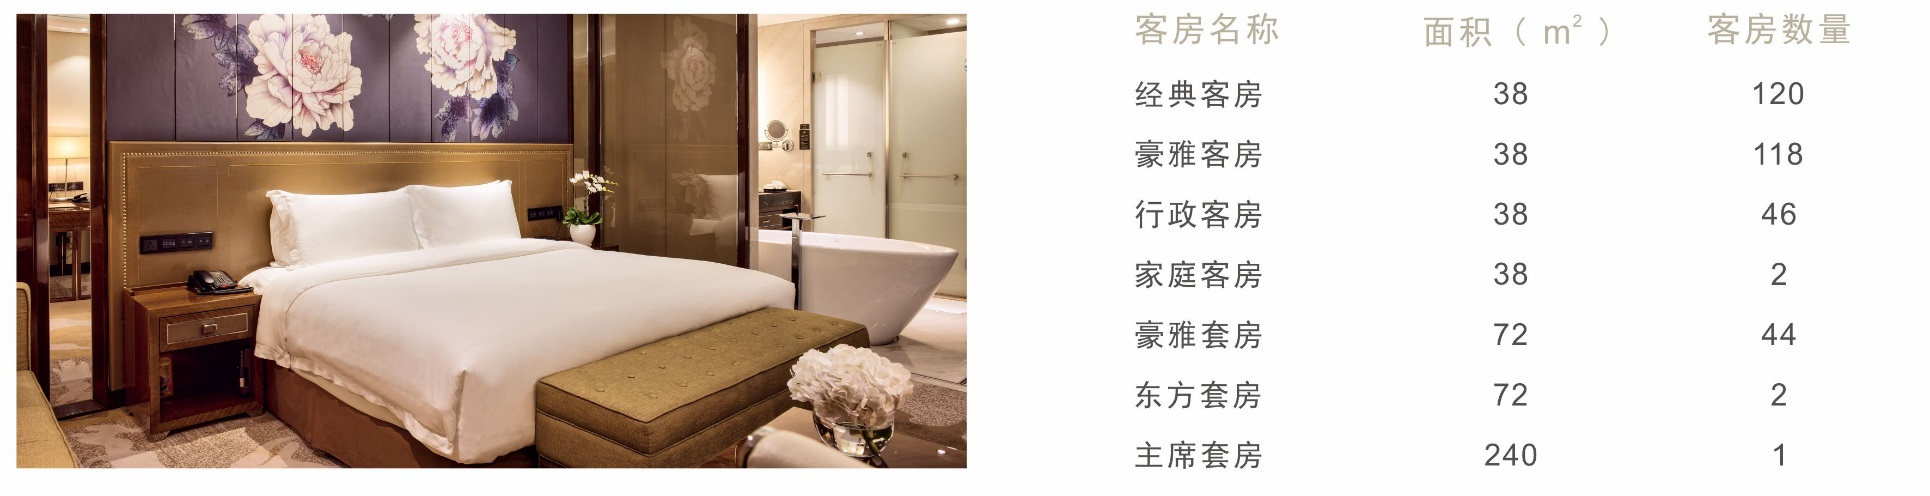 客房名称 面积（ m² ） 客房数量
经典客房 38 120
豪雅客房 38 118
行政客房 38 46
家庭客房 38 2
豪雅套房 72 44
东方套房 72 2
主席套房 240 1